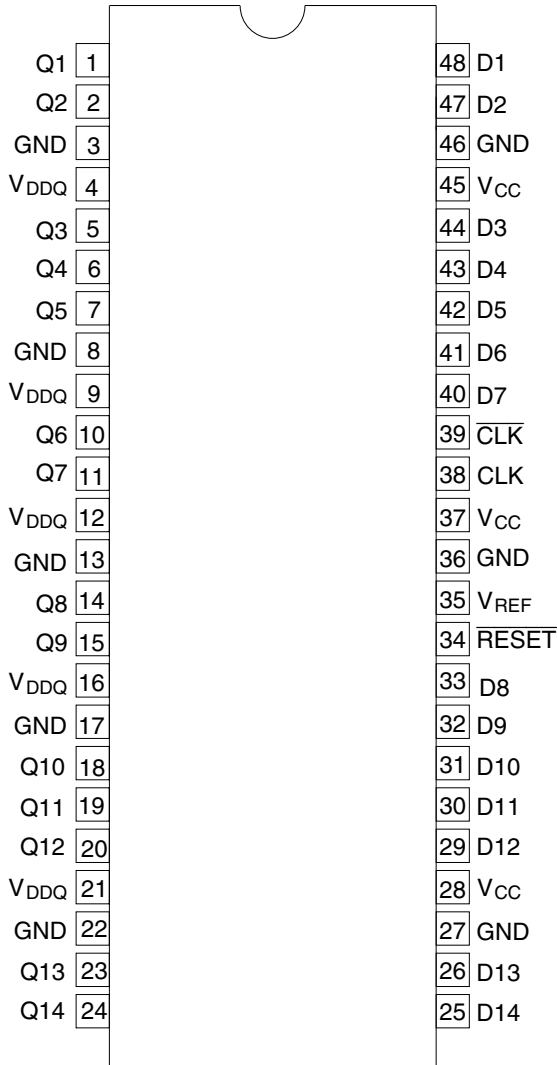 Q1 1 48 D1
Q2 2 47 D2
GND 3 46 GND
VDDQ 4 45 VCC
Q3 5 44 D3
Q4 6 43 D4
Q5 7 42 D5
GND 8 41 D6
VDDQ 9 40 D7
Q6 10 39 C̅L̅K̅
Q7 11 38 CLK
VDDQ 12 37 VCC
GND 13 36 GND
Q8 14 35 VREF
Q9 15 34 R̅E̅S̅E̅T̅
VDDQ 16 33 D8
GND 17 32 D9
Q10 18 31 D10
Q11 19 30 D11
Q12 20 29 D12
VDDQ 21 28 VCC
GND 22 27 GND
Q13 23 26 D13
Q14 24 25 D14